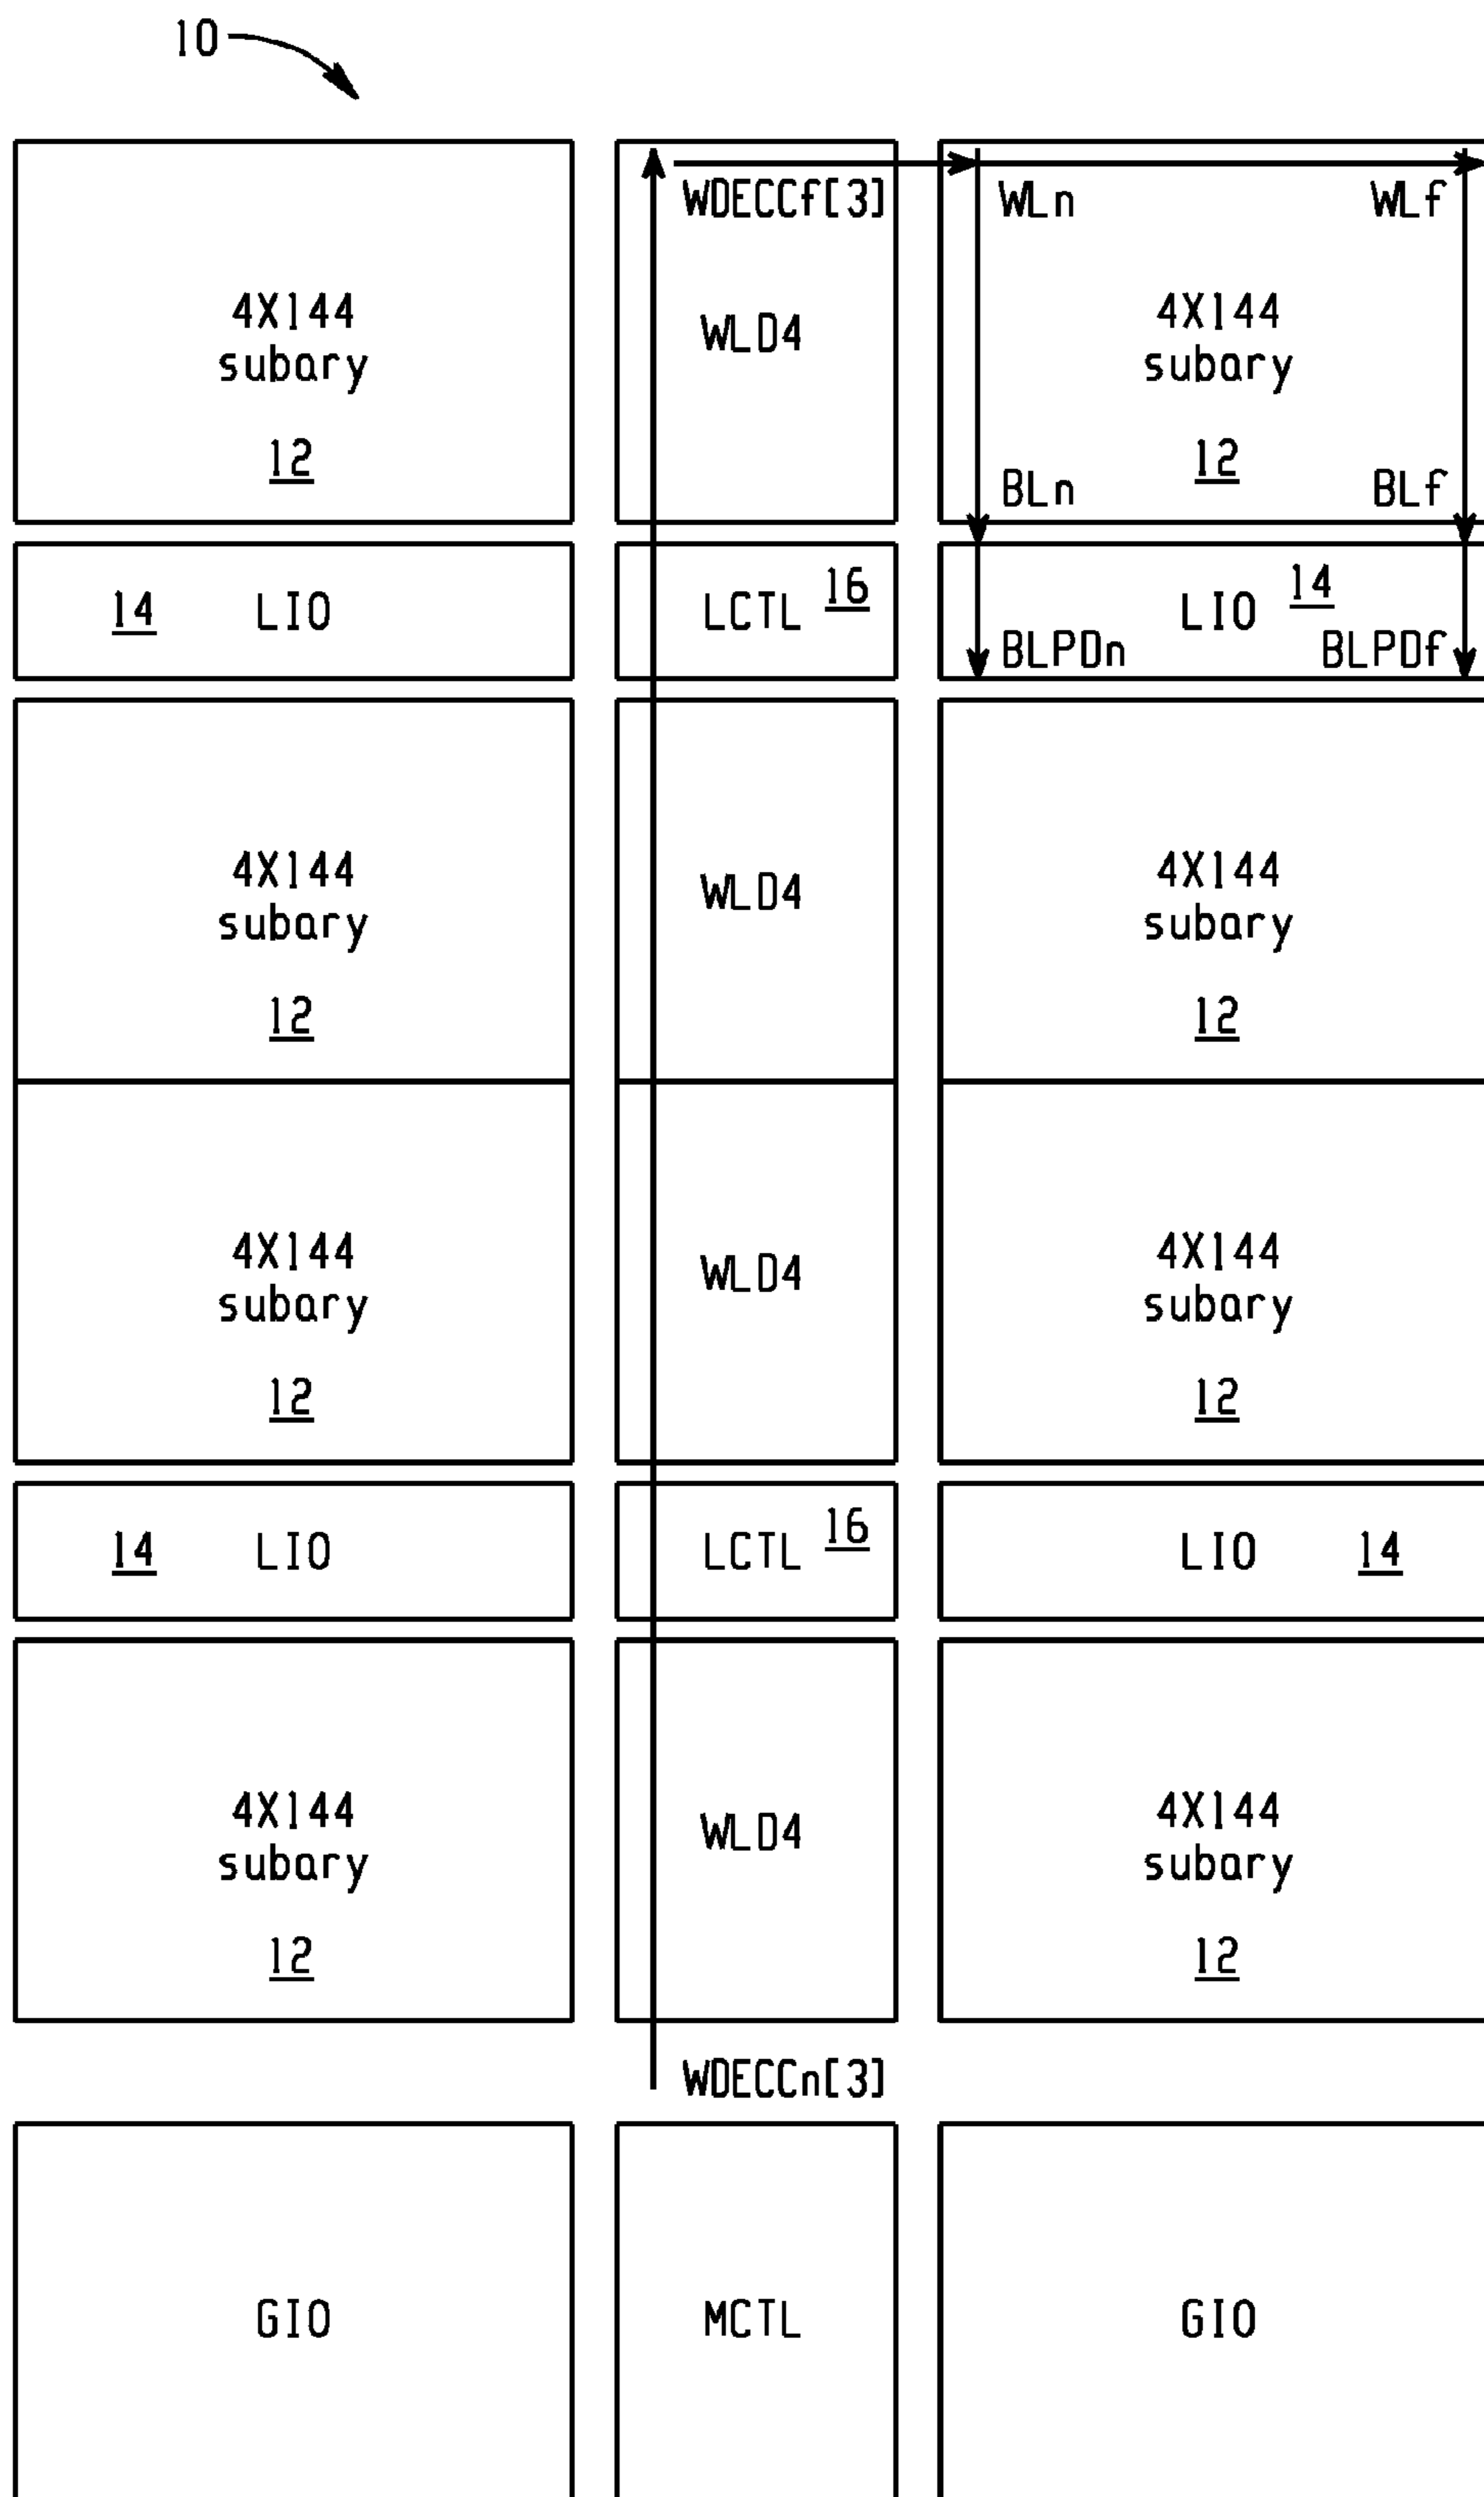 10
WDECCf[3]
WLn
WLf
4X144
subary
12
WLD4
4X144
subary
12
BLn
BLf
14
LIO
LCTL
16
LIO
14
BLPDn
BLPDf
4X144
subary
12
WLD4
4X144
subary
12
4X144
subary
12
WLD4
4X144
subary
12
14
LIO
LCTL
16
LIO
14
4X144
subary
12
WLD4
4X144
subary
12
WDECCn[3]
GIO
MCTL
GIO